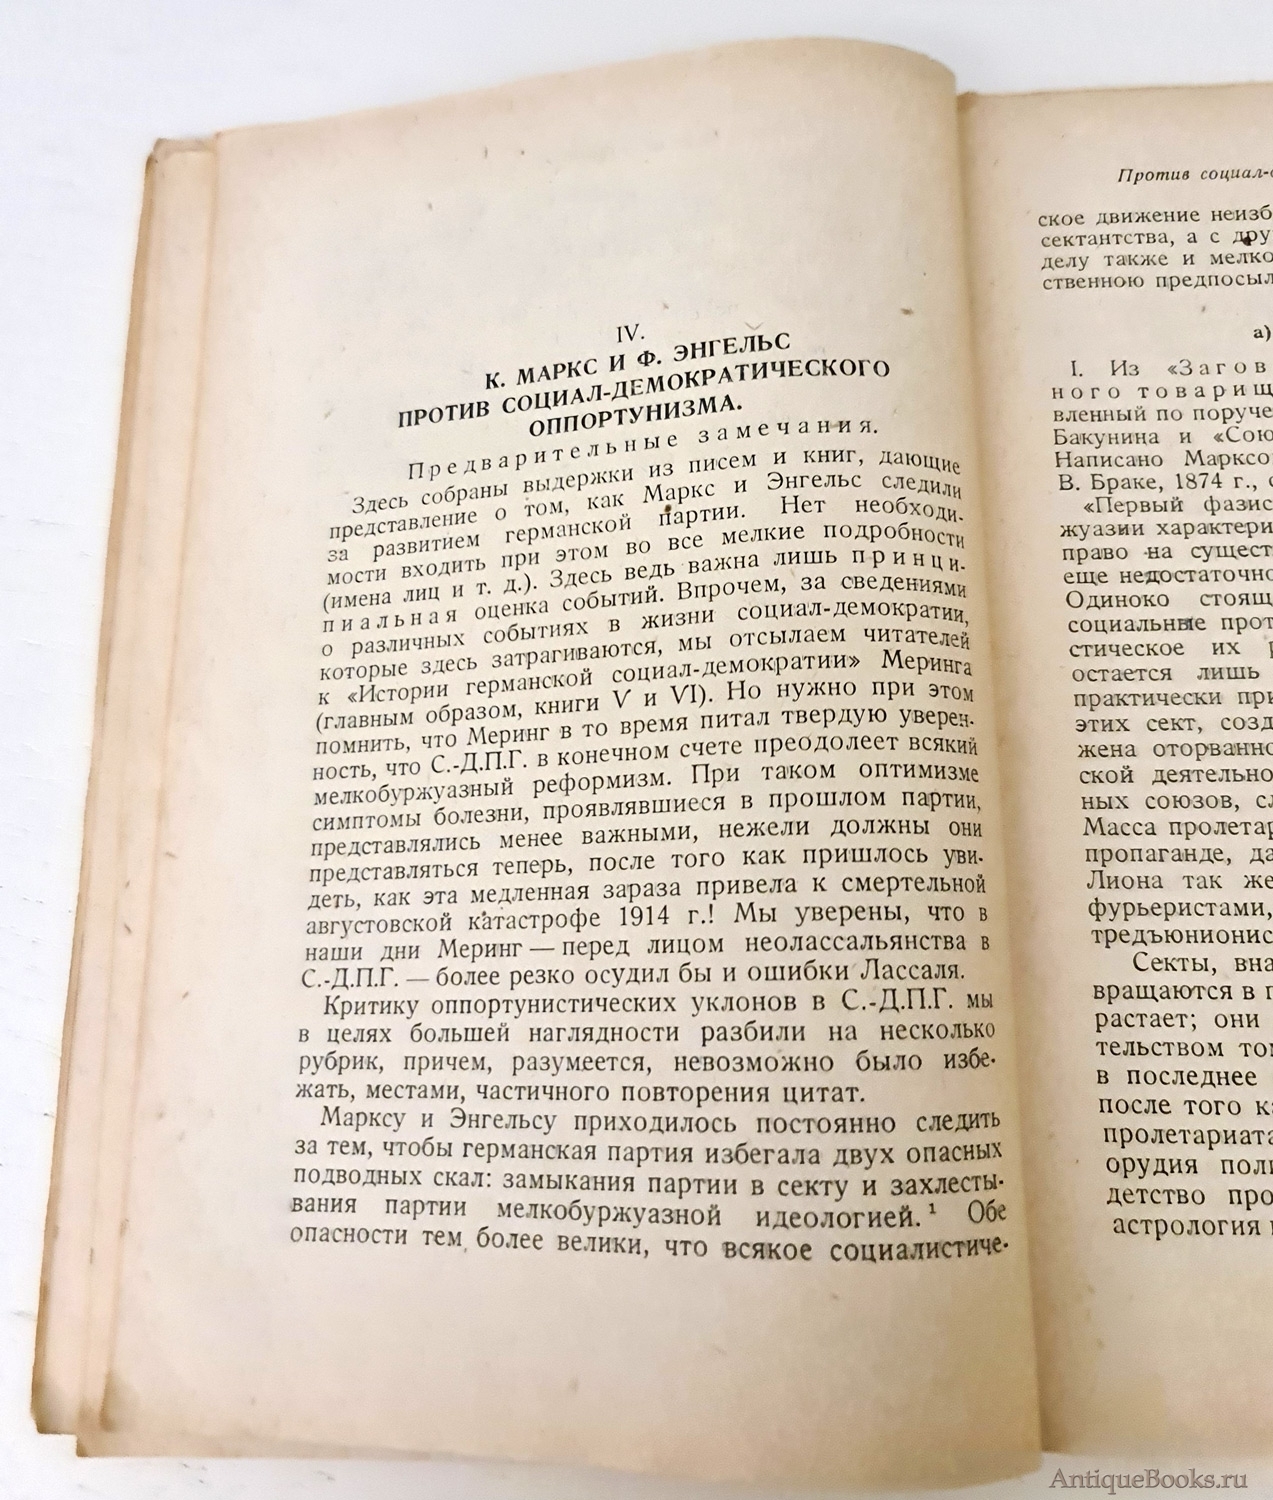 IV.
К. МАРКС И Ф. ЭНГЕЛЬС
ПРОТИВ СОЦИАЛ-ДЕМОКРАТИЧЕСКОГО
ОППОРТУНИЗМА.
Предварительные замечания.
Здесь собраны выдержки из писем и книг, дающие
представление о том, как Маркс и Энгельс следили
за развитием германской партии. Нет необходи-
мости входить при этом во все мелкие подробности
(имена лиц и т. д.). Здесь ведь важна лишь принци-
пиальная оценка событий. Впрочем, за сведениями
о различных событиях в жизни социал-демократии,
которые здесь затрагиваются, мы отсылаем читателей
к «Истории германской социал-демократии» Меринга
(главным образом, книги V и VI). Но нужно при этом
помнить, что Меринг в то время питал твердую уверен-
ность, что С.-Д.П.Г. в конечном счете преодолеет всякий
мелкобуржуазный реформизм. При таком оптимизме
симптомы болезни, проявлявшиеся в прошлом партии,
представлялись менее важными, нежели должны они
представляться теперь, после того как пришлось уви-
деть, как эта медленная зараза привела к смертельной
августовской катастрофе 1914 г.! Мы уверены, что в
наши дни Меринг — перед лицом неолассальянства в
С.-Д.П.Г. — более резко осудил бы и ошибки Лассаля.
Критику оппортунистических уклонов в С.-Д.П.Г. мы
в целях большей наглядности разбили на несколько
рубрик, причем, разумеется, невозможно было избе-
жать, местами, частичного повторения цитат.
Марксу и Энгельсу приходилось постоянно следить
за тем, чтобы германская партия избегала двух опасных
подводных скал: замыкания партии в секту и захлесты-
вания партии мелкобуржуазной идеологией.¹ Обе
опасности тем более велики, что всякое социалистиче-
Против социал-
ское движение неизб
сектантства, а с дру
делу также и мелко
ственною предпосыл
а)
I. Из «Загов
ного товарищ
вленный по поруче
Бакунина и «Сою
Написано Марксо
В. Браке, 1874 г., с
«Первый фазис
жуазии характери
право на сущест
еще недостаточно
Одиноко стоящ
социальные прот
стическое их р
остается лишь
практически при
этих сект, созд
жена оторванно
ской деятельно
ных союзов, сл
Масса пролетар
пропаганде, да
Лиона так же
фурьеристами,
тредъюнионис
Секты, вна
вращаются в п
растает; они
тельством тог
в последнее
после того ка
пролетариата
орудия поли
детство про
астрология
AntiqueBooks.ru